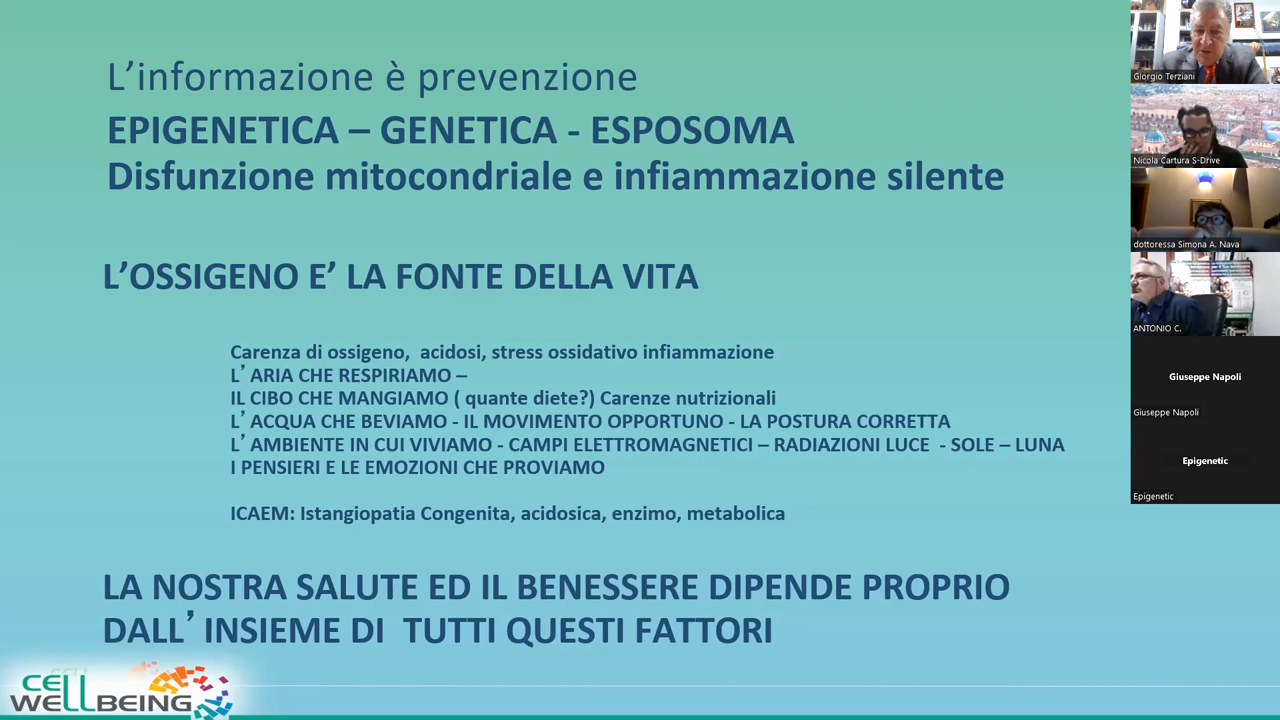 L’informazione è prevenzione
EPIGENETICA – GENETICA - ESPOSOMA
Disfunzione mitocondriale e infiammazione silente
L’OSSIGENO E’ LA FONTE DELLA VITA
Carenza di ossigeno, acidosi, stress ossidativo infiammazione
L’ ARIA CHE RESPIRIAMO –
IL CIBO CHE MANGIAMO ( quante diete?) Carenze nutrizionali
L’ ACQUA CHE BEVIAMO - IL MOVIMENTO OPPORTUNO - LA POSTURA CORRETTA
L’ AMBIENTE IN CUI VIVIAMO - CAMPI ELETTROMAGNETICI – RADIAZIONI LUCE - SOLE – LUNA
I PENSIERI E LE EMOZIONI CHE PROVIAMO
ICAEM: Istangiopatia Congenita, acidosica, enzimo, metabolica
LA NOSTRA SALUTE ED IL BENESSERE DIPENDE PROPRIO
DALL’ INSIEME DI TUTTI QUESTI FATTORI
CELL
WELLBEING
Giorgio Terziani
Nicola Cartura S-Drive
dottoressa Simona A. Nava
ANTONIO C.
Giuseppe Napoli
Giuseppe Napoli
Epigenetic
Epigenetic